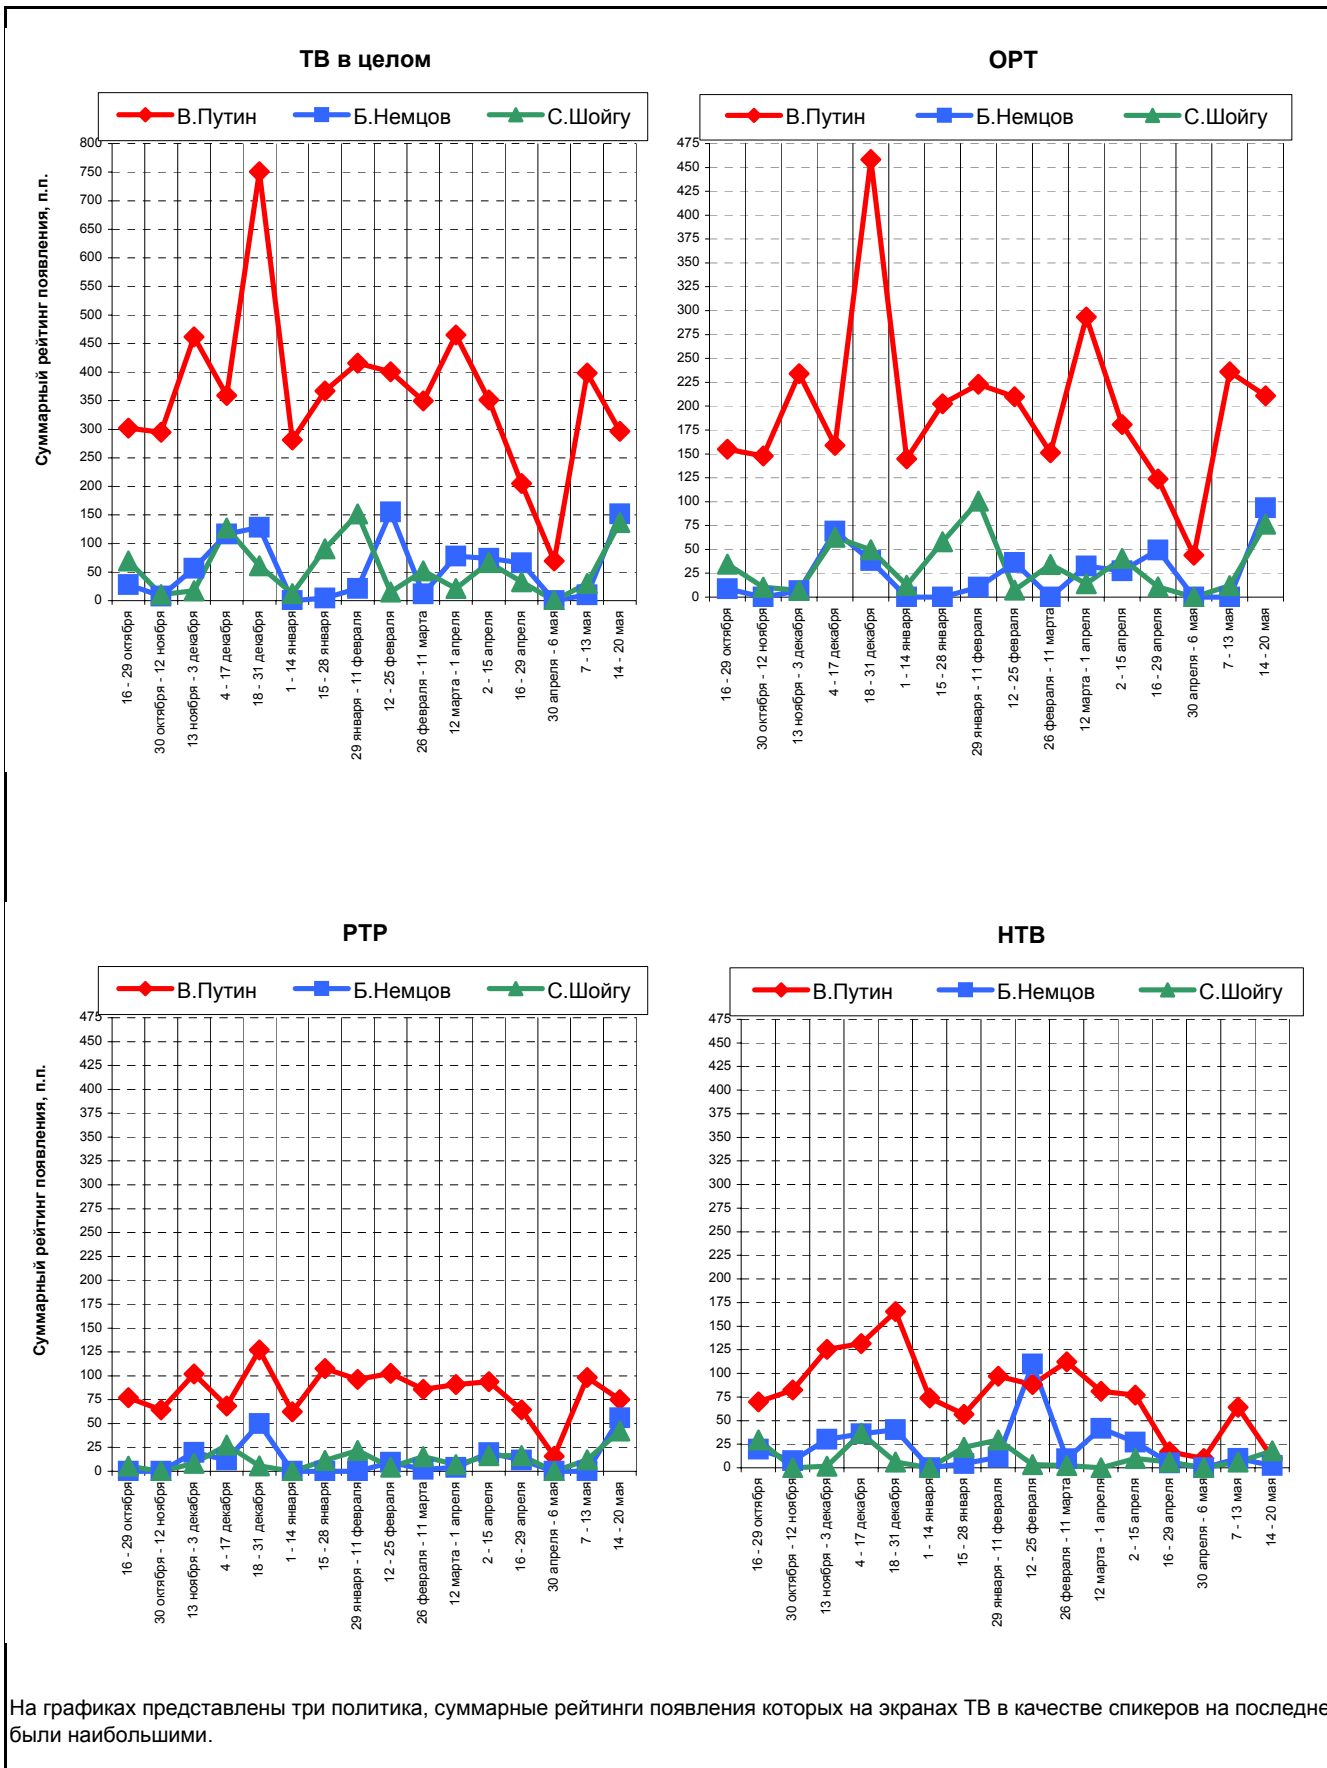 ТВ в целом
В.Путин Б.Немцов С.Шойгу
Суммарный рейтинг появления, п.п.
800
750
700
650
600
550
500
450
400
350
300
250
200
150
100
50
0
16 - 29 октября
30 октября - 12 ноября
13 ноября - 3 декабря
4 - 17 декабря
18 - 31 декабря
1 - 14 января
15 - 28 января
29 января - 11 февраля
12 - 25 февраля
26 февраля - 11 марта
12 марта - 1 апреля
2 - 15 апреля
16 - 29 апреля
30 апреля - 6 мая
7 - 13 мая
14 - 20 мая
ОРТ
В.Путин Б.Немцов С.Шойгу
475
450
425
400
375
350
325
300
275
250
225
200
175
150
125
100
75
50
25
0
16 - 29 октября
30 октября - 12 ноября
13 ноября - 3 декабря
4 - 17 декабря
18 - 31 декабря
1 - 14 января
15 - 28 января
29 января - 11 февраля
12 - 25 февраля
26 февраля - 11 марта
12 марта - 1 апреля
2 - 15 апреля
16 - 29 апреля
30 апреля - 6 мая
7 - 13 мая
14 - 20 мая
РТР
В.Путин Б.Немцов С.Шойгу
Суммарный рейтинг появления, п.п.
475
450
425
400
375
350
325
300
275
250
225
200
175
150
125
100
75
50
25
0
16 - 29 октября
30 октября - 12 ноября
13 ноября - 3 декабря
4 - 17 декабря
18 - 31 декабря
1 - 14 января
15 - 28 января
29 января - 11 февраля
12 - 25 февраля
26 февраля - 11 марта
12 марта - 1 апреля
2 - 15 апреля
16 - 29 апреля
30 апреля - 6 мая
7 - 13 мая
14 - 20 мая
НТВ
В.Путин Б.Немцов С.Шойгу
475
450
425
400
375
350
325
300
275
250
225
200
175
150
125
100
75
50
25
0
16 - 29 октября
30 октября - 12 ноября
13 ноября - 3 декабря
4 - 17 декабря
18 - 31 декабря
1 - 14 января
15 - 28 января
29 января - 11 февраля
12 - 25 февраля
26 февраля - 11 марта
12 марта - 1 апреля
2 - 15 апреля
16 - 29 апреля
30 апреля - 6 мая
7 - 13 мая
14 - 20 мая
На графиках представлены три политика, суммарные рейтинги появления которых на экранах ТВ в качестве спикеров на последне
были наибольшими.